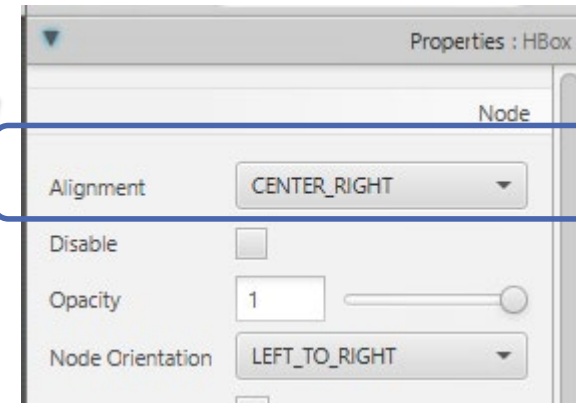 Properties : HBox
Node
Alignment CENTER_RIGHT
Disable
Opacity 1
Node Orientation LEFT_TO_RIGHT